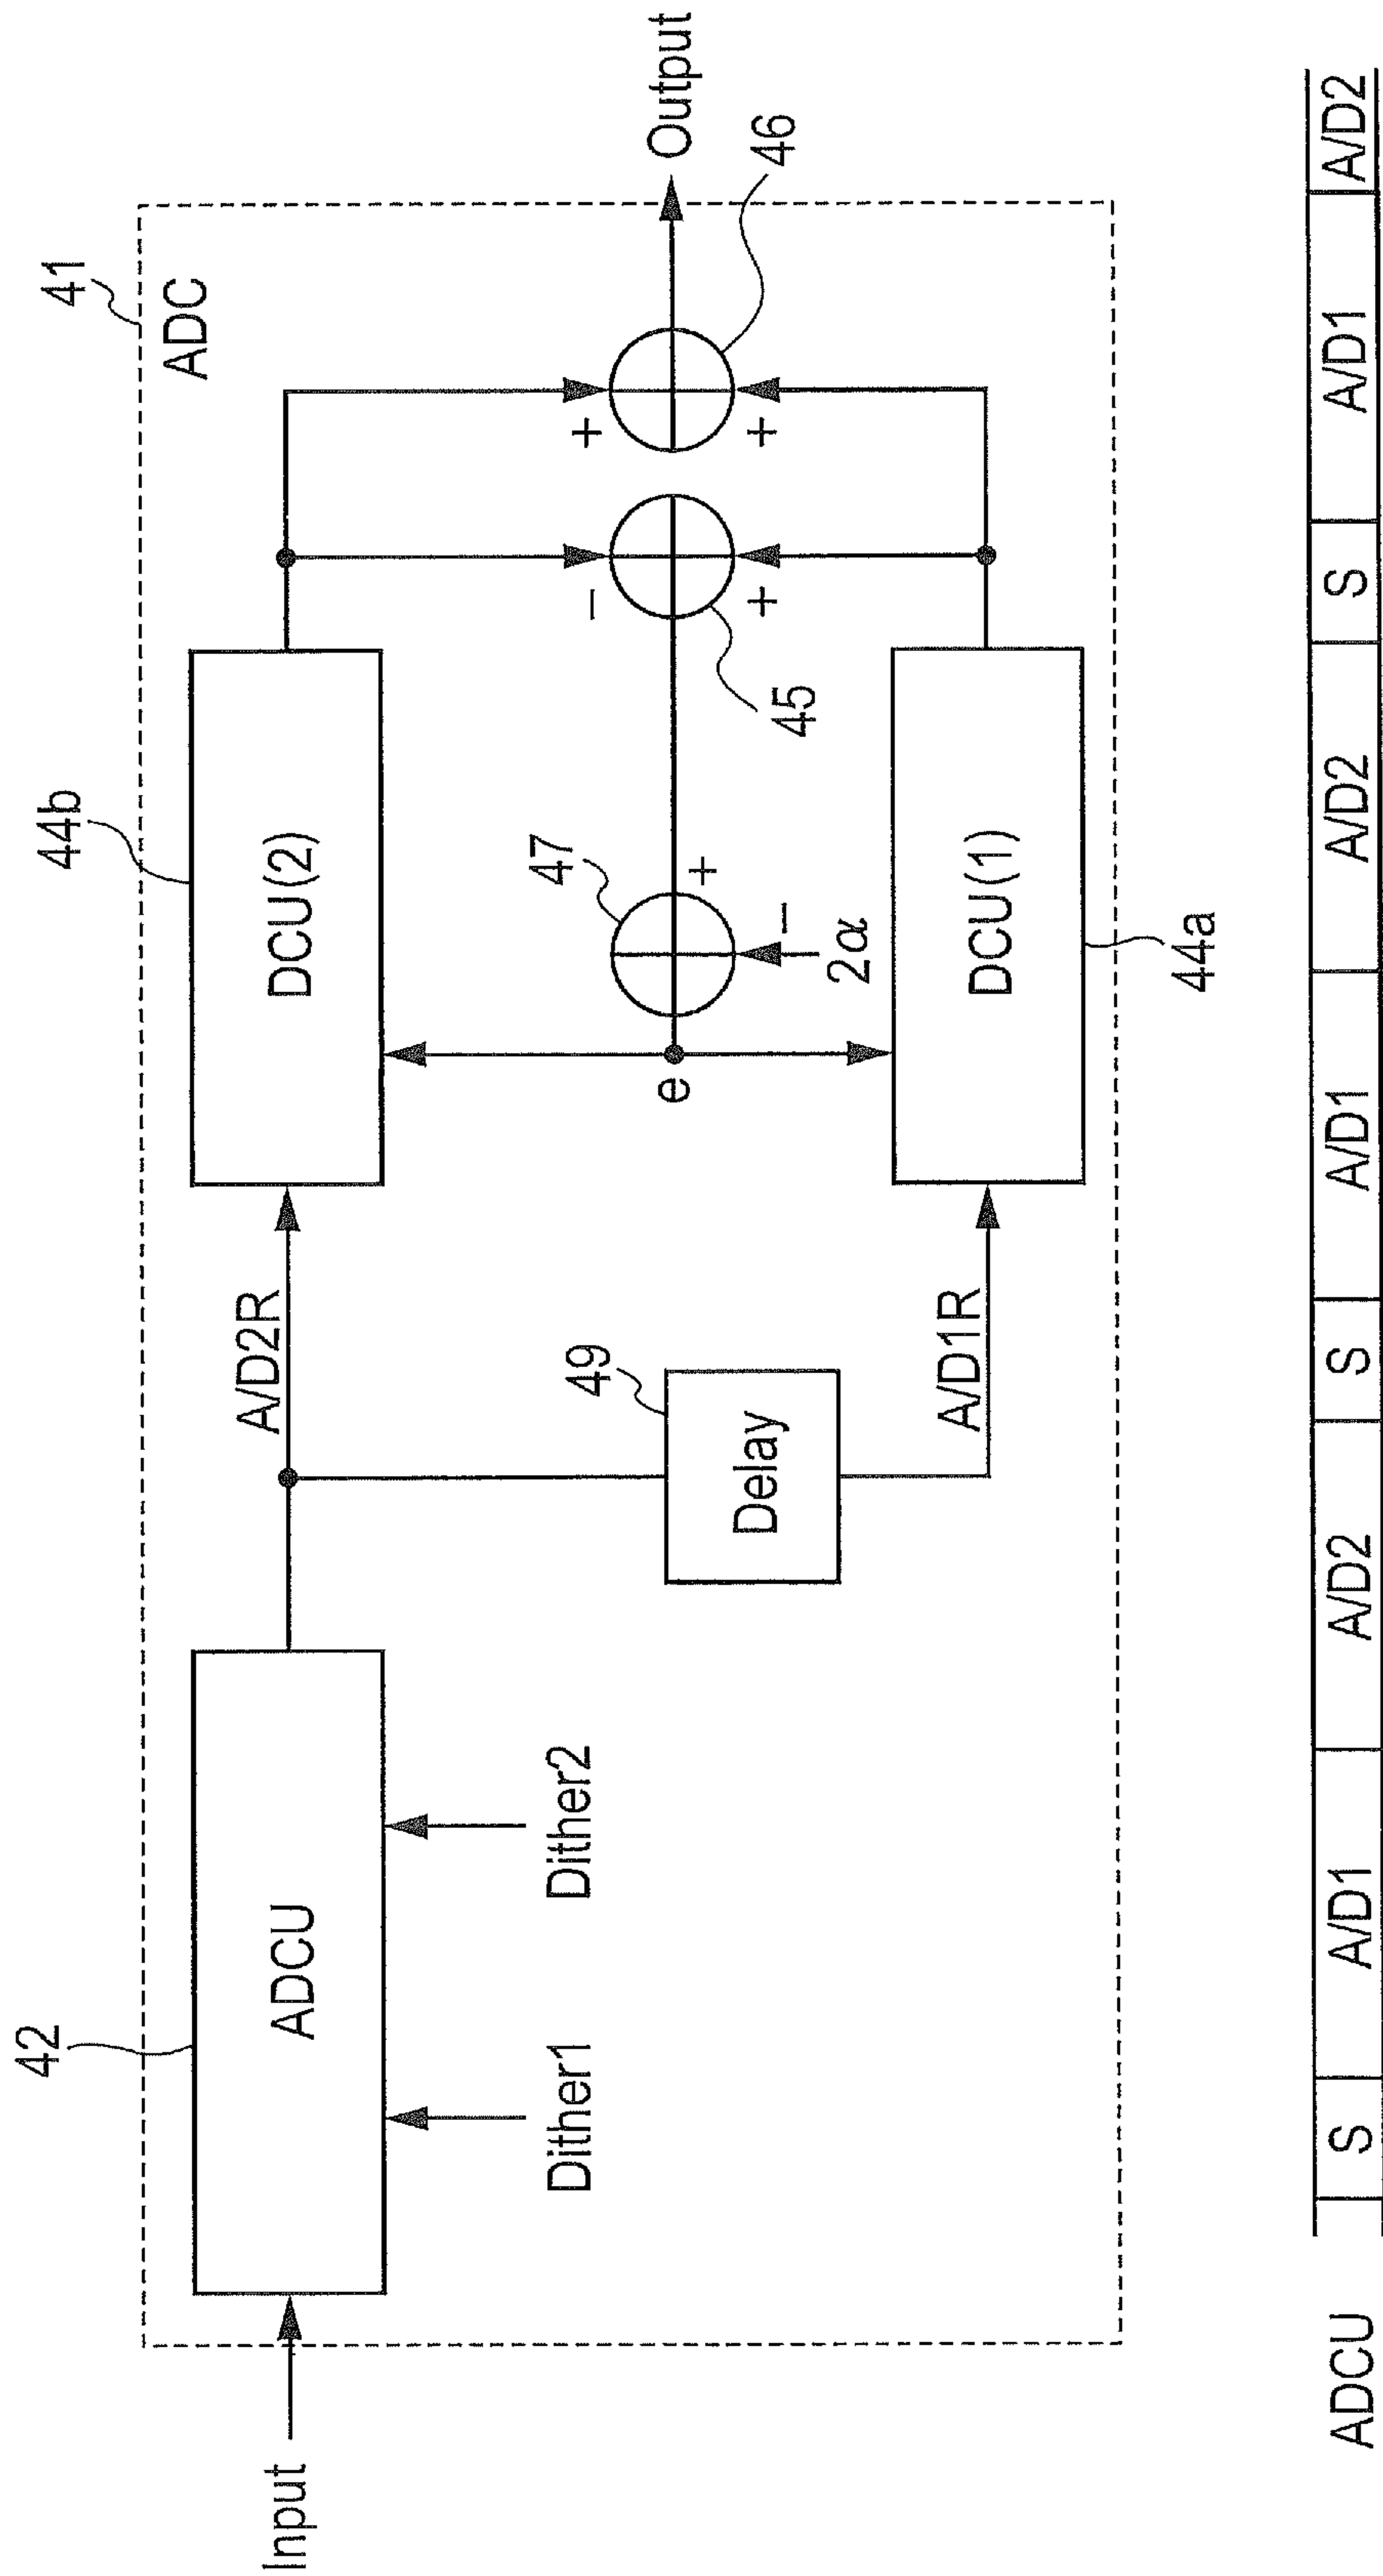 41
ADC
42
ADCU
Input
Dither1
Dither2
A/D2R
49
Delay
A/D1R
44b
DCU(2)
e
47
+
−
2α
DCU(1)
44a
−
+
45
+
+
46
Output
ADCU
S
A/D1
A/D2
S
A/D1
A/D2
S
A/D1
A/D2